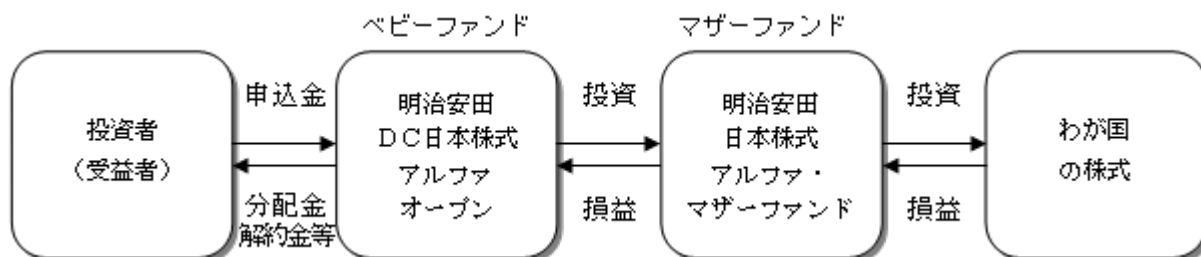 ベビーファンド
マザーファンド
投資者
（受益者）
申込金
分配金
解約金等
明治安田
ＤＣ日本株式
アルファ
オープン
投資
損益
明治安田
日本株式
アルファ・
マザーファンド
投資
損益
わが国
の株式